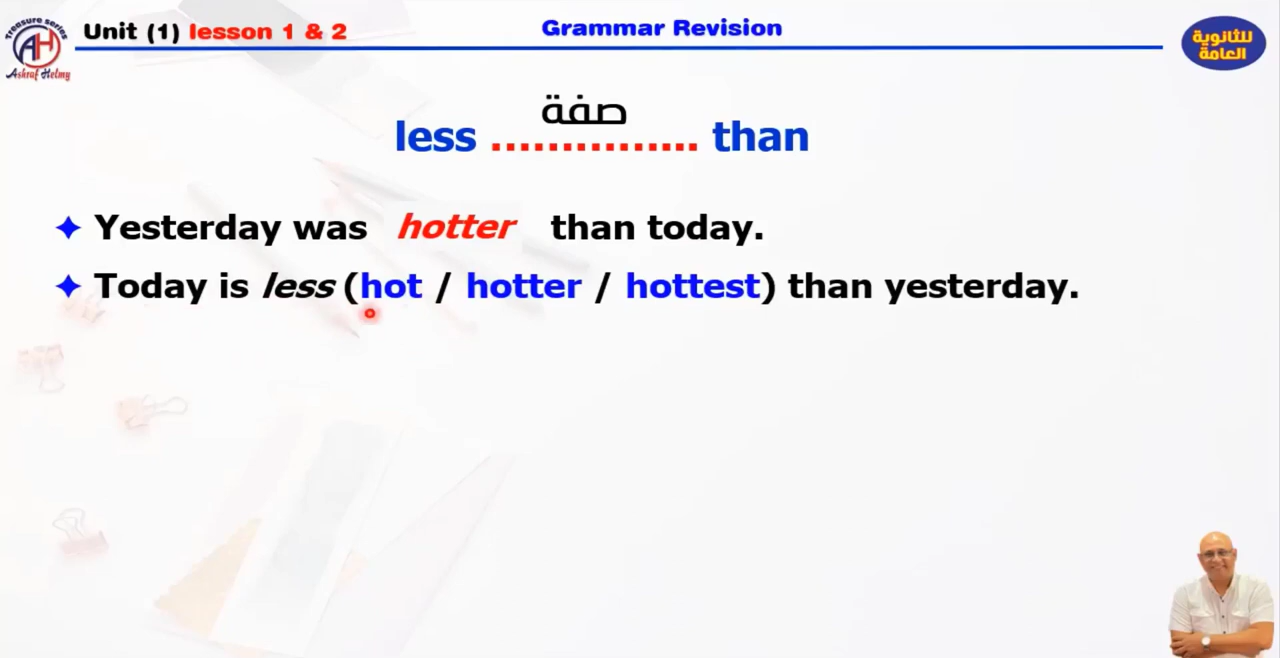 Treasure series
AH
Ashraf Helmy
Unit (1) lesson 1 & 2
Grammar Revision
للثانوية
العامة
صفة
less ............... than
Yesterday was hotter than today.
Today is less (hot / hotter / hottest) than yesterday.